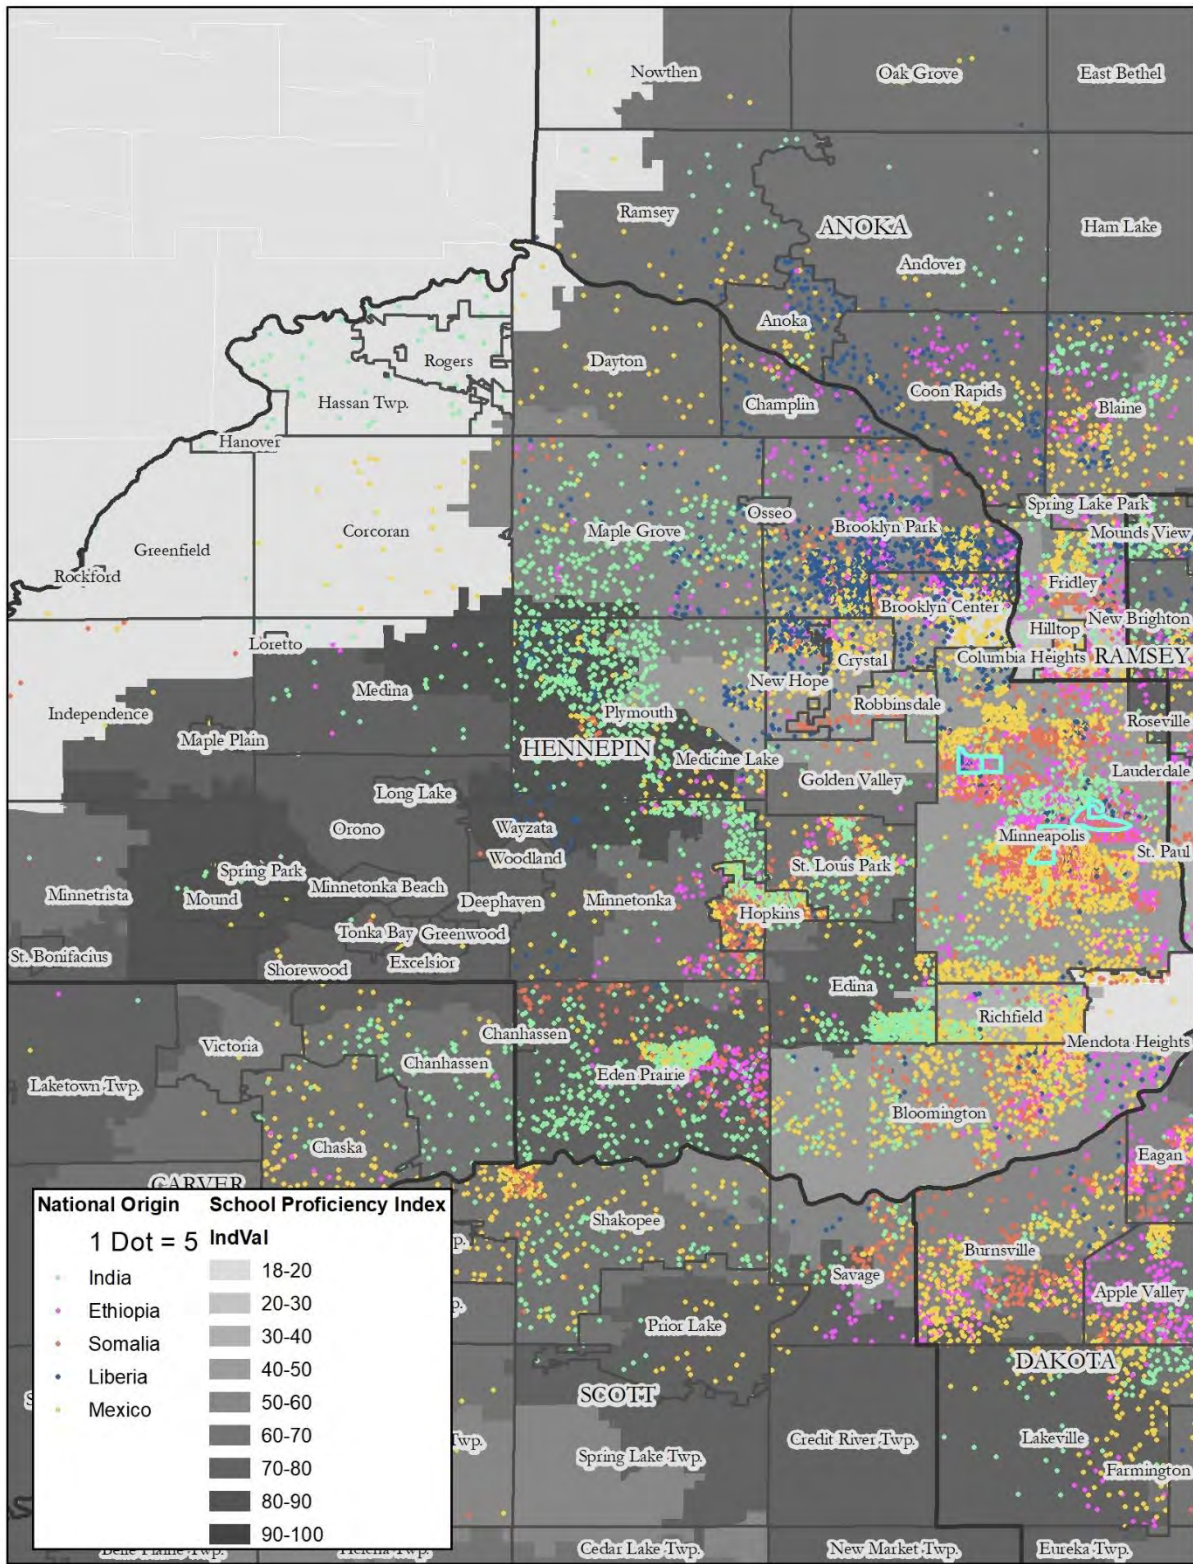 Nowthen
Oak Grove
East Bethel
Ramsey
ANOKA
Ham Lake
Andover
Anoka
Rogers
Dayton
Coon Rapids
Hassan Twp.
Champlin
Blaine
Hanover
Spring Lake Park
Osseo
Corcoran
Maple Grove
Brooklyn Park
Mounds View
Greenfield
Rockford
Fridley
Brooklyn Center
New Brighton
Hilltop
Loretto
Crystal
Columbia Heights
RAMSEY
Medina
New Hope
Robbinsdale
Independence
Plymouth
Roseville
Maple Plain
HENNEPIN
Medicine Lake
Golden Valley
Lauderdale
Long Lake
Orono
Wayzata
Minneapolis
Woodland
St. Louis Park
St. Paul
Spring Park
Minnetonka Beach
Minnetrista
Mound
Deephaven
Minnetonka
Hopkins
Tonka Bay
Greenwood
St. Bonifacius
Excelsior
Shorewood
Edina
Richfield
Victoria
Chanhassen
Chanhassen
Mendota Heights
Laketown Twp.
Eden Prairie
Bloomington
Chaska
Eagan
CARVER
Shakopee
Burnsville
Savage
Apple Valley
Prior Lake
DAKOTA
SCOTT
Credit River Twp.
Lakeville
Spring Lake Twp.
Farmington
National Origin
1 Dot = 5
India
Ethiopia
Somalia
Liberia
Mexico
School Proficiency Index
IndVal
18-20
20-30
30-40
40-50
50-60
60-70
70-80
80-90
90-100
Belle Plaine Twp.
Helena Twp.
Cedar Lake Twp.
New Market Twp.
Eureka Twp.